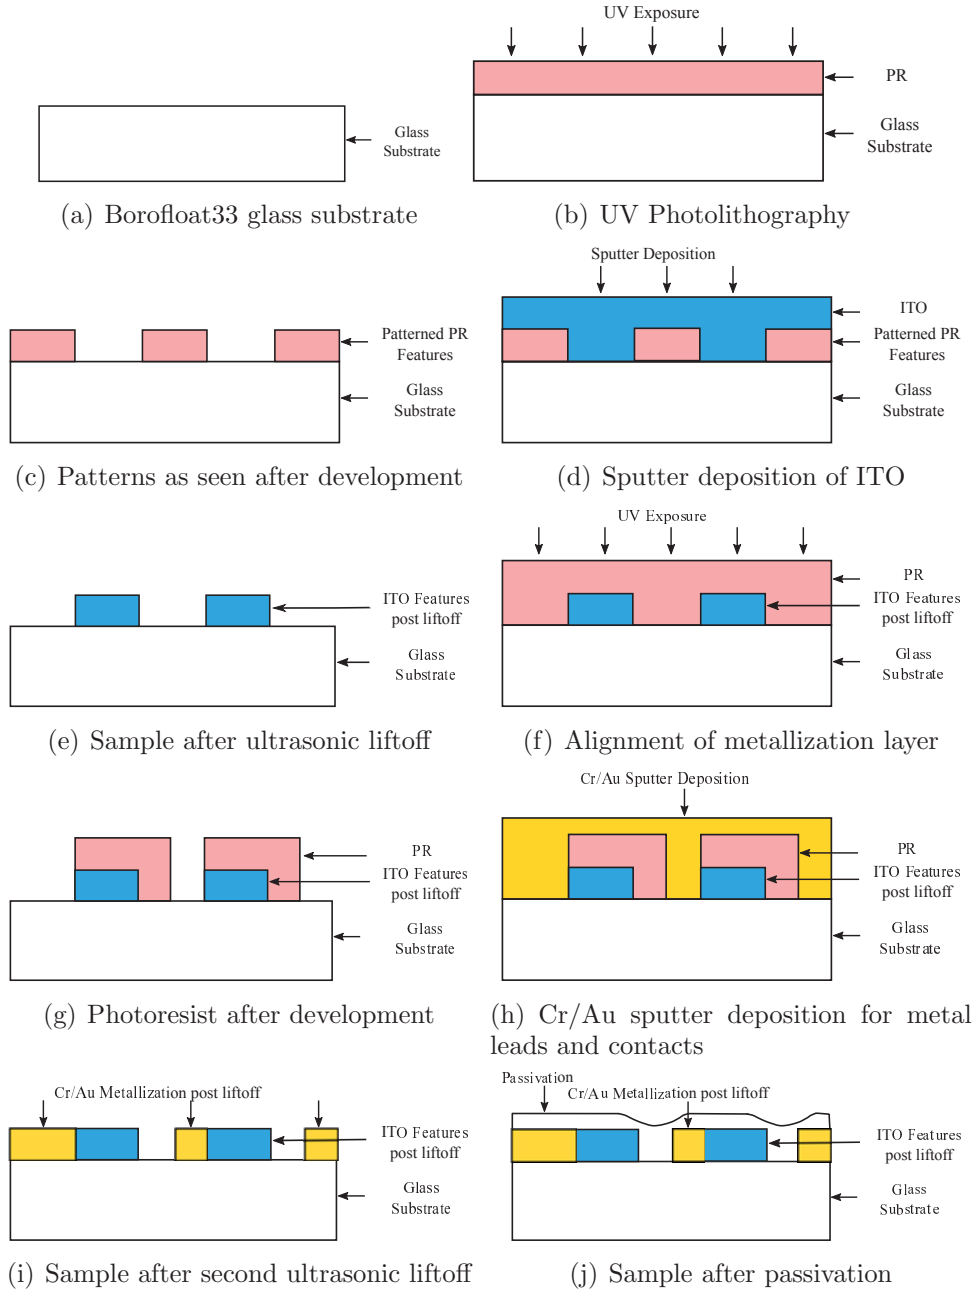 Glass
Substrate
(a) Borofloat33 glass substrate
UV Exposure
PR
Glass
Substrate
(b) UV Photolithography
Patterned PR
Features
Glass
Substrate
(c) Patterns as seen after development
Sputter Deposition
ITO
Patterned PR
Features
Glass
Substrate
(d) Sputter deposition of ITO
ITO Features
post liftoff
Glass
Substrate
(e) Sample after ultrasonic liftoff
UV Exposure
PR
ITO Features
post liftoff
Glass
Substrate
(f) Alignment of metallization layer
PR
ITO Features
post liftoff
Glass
Substrate
(g) Photoresist after development
Cr/Au Sputter Deposition
PR
ITO Features
post liftoff
Glass
Substrate
(h) Cr/Au sputter deposition for metal
leads and contacts
Cr/Au Metallization post liftoff
ITO Features
post liftoff
Glass
Substrate
(i) Sample after second ultrasonic liftoff
Passivation
Cr/Au Metallization post liftoff
ITO Features
post liftoff
Glass
Substrate
(j) Sample after passivation